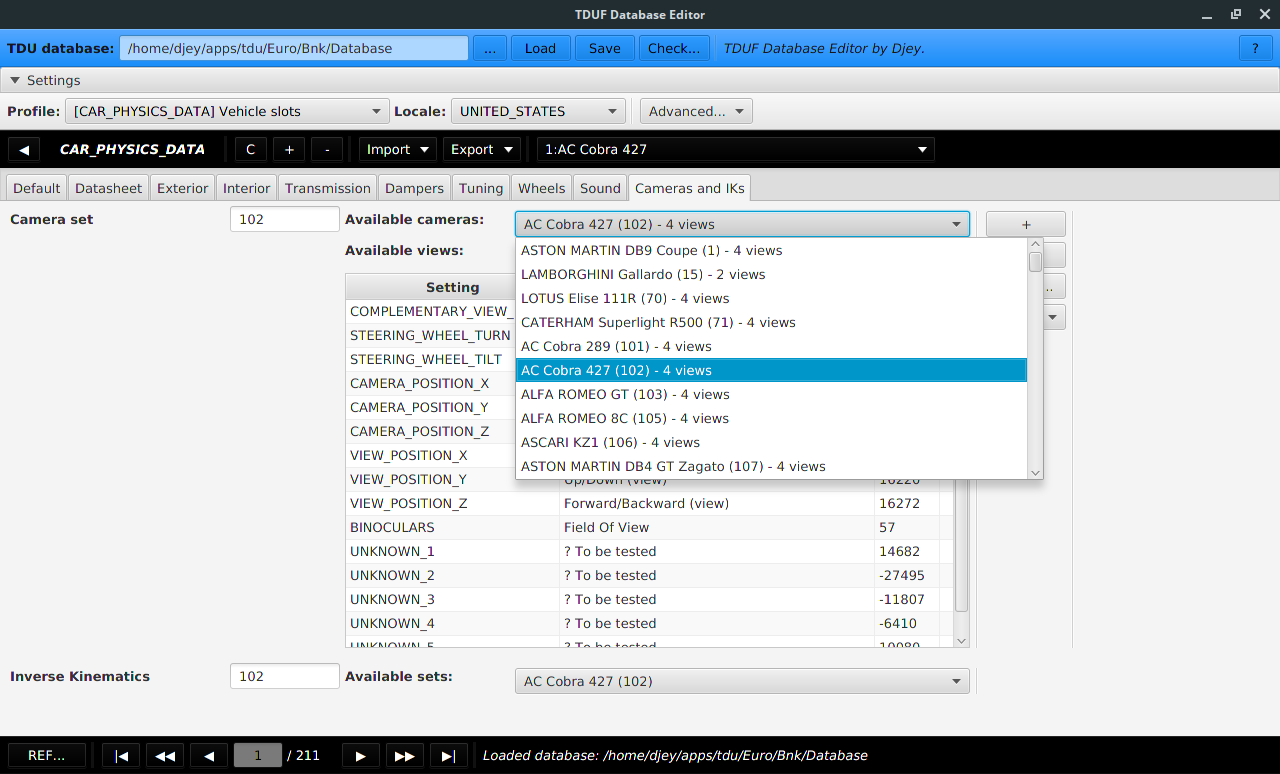 TDUF Database Editor
TDU database: /home/djey/apps/tdu/Euro/Bnk/Database ... Load Save Check... TDUF Database Editor by Djey. ?
Settings
Profile: [CAR_PHYSICS_DATA] Vehicle slots Locale: UNITED_STATES Advanced...
CAR_PHYSICS_DATA C + - Import Export 1:AC Cobra 427
Default Datasheet Exterior Interior Transmission Dampers Tuning Wheels Sound Cameras and IKs
Camera set 102 Available cameras: AC Cobra 427 (102) - 4 views +
Available views: ASTON MARTIN DB9 Coupe (1) - 4 views
LAMBORGHINI Gallardo (15) - 2 views
Setting LOTUS Elise 111R (70) - 4 views ..
COMPLEMENTARY_VIEW_ CATERHAM Superlight R500 (71) - 4 views
STEERING_WHEEL_TURN AC Cobra 289 (101) - 4 views
STEERING_WHEEL_TILT AC Cobra 427 (102) - 4 views
CAMERA_POSITION_X ALFA ROMEO GT (103) - 4 views
CAMERA_POSITION_Y ALFA ROMEO 8C (105) - 4 views
CAMERA_POSITION_Z ASCARI KZ1 (106) - 4 views
VIEW_POSITION_X ASTON MARTIN DB4 GT Zagato (107) - 4 views
VIEW_POSITION_Y Up/Down (view)
VIEW_POSITION_Z Forward/Backward (view) 16272
BINOCULARS Field Of View 57
UNKNOWN_1 ? To be tested 14682
UNKNOWN_2 ? To be tested -27495
UNKNOWN_3 ? To be tested -11807
UNKNOWN_4 ? To be tested -6410
UNKNOWN_5 ? To be tested 10080
Inverse Kinematics 102 Available sets: AC Cobra 427 (102)
REF... 1 / 211 Loaded database: /home/djey/apps/tdu/Euro/Bnk/Database